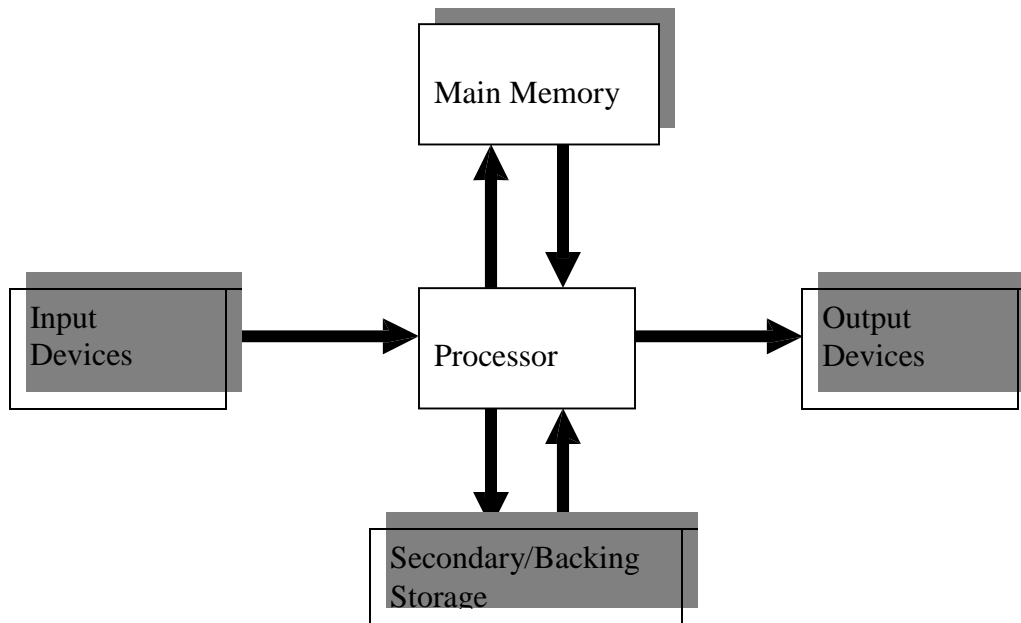 Main Memory
Input
Devices
Processor
Output
Devices
Secondary/Backing
Storage